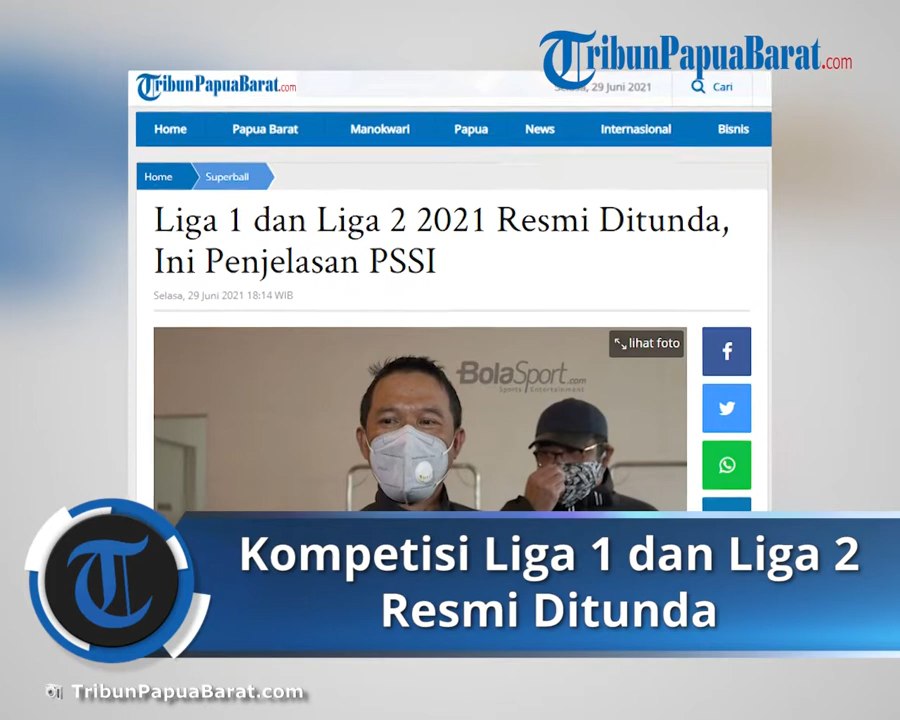 TribunPapuaBarat.com
TribunPapuaBarat.com
Selasa, 29 Juni 2021
Cari
Home Papua Barat Manokwari Papua News Internasional Bisnis
Home Superball
Liga 1 dan Liga 2 2021 Resmi Ditunda,
Ini Penjelasan PSSI
Selasa, 29 Juni 2021 18:14 WIB
lihat foto
BolaSport.com
Sports Entertainment
Kompetisi Liga 1 dan Liga 2
Resmi Ditunda
T
TribunPapuaBarat.com